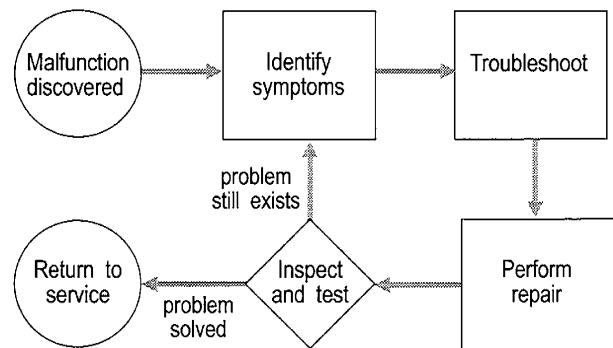 Malfunction
discovered
Identify
symptoms
Troubleshoot
problem
still exists
Return to
service
problem
solved
Inspect
and test
Perform
repair